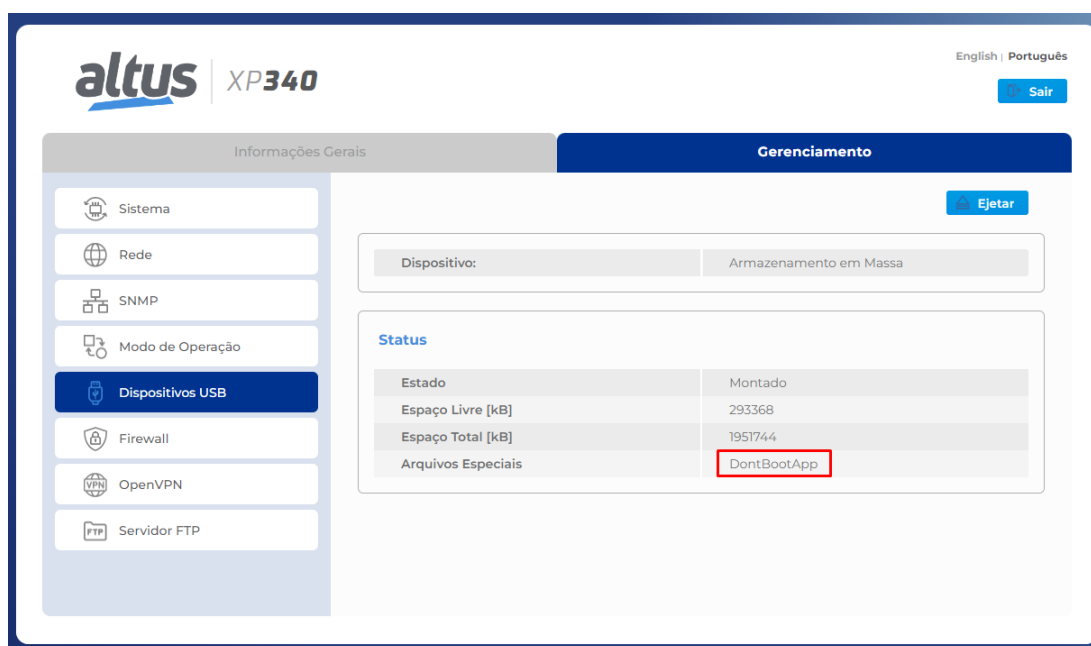 English | Português
altus XP340
Sair
Informações Gerais
Gerenciamento
Sistema
Rede
SNMP
Modo de Operação
Dispositivos USB
Firewall
OpenVPN
Servidor FTP
Ejetar
Dispositivo: Armazenamento em Massa
Status
Estado Montado
Espaço Livre [kB] 293368
Espaço Total [kB] 1951744
Arquivos Especiais DontBootApp